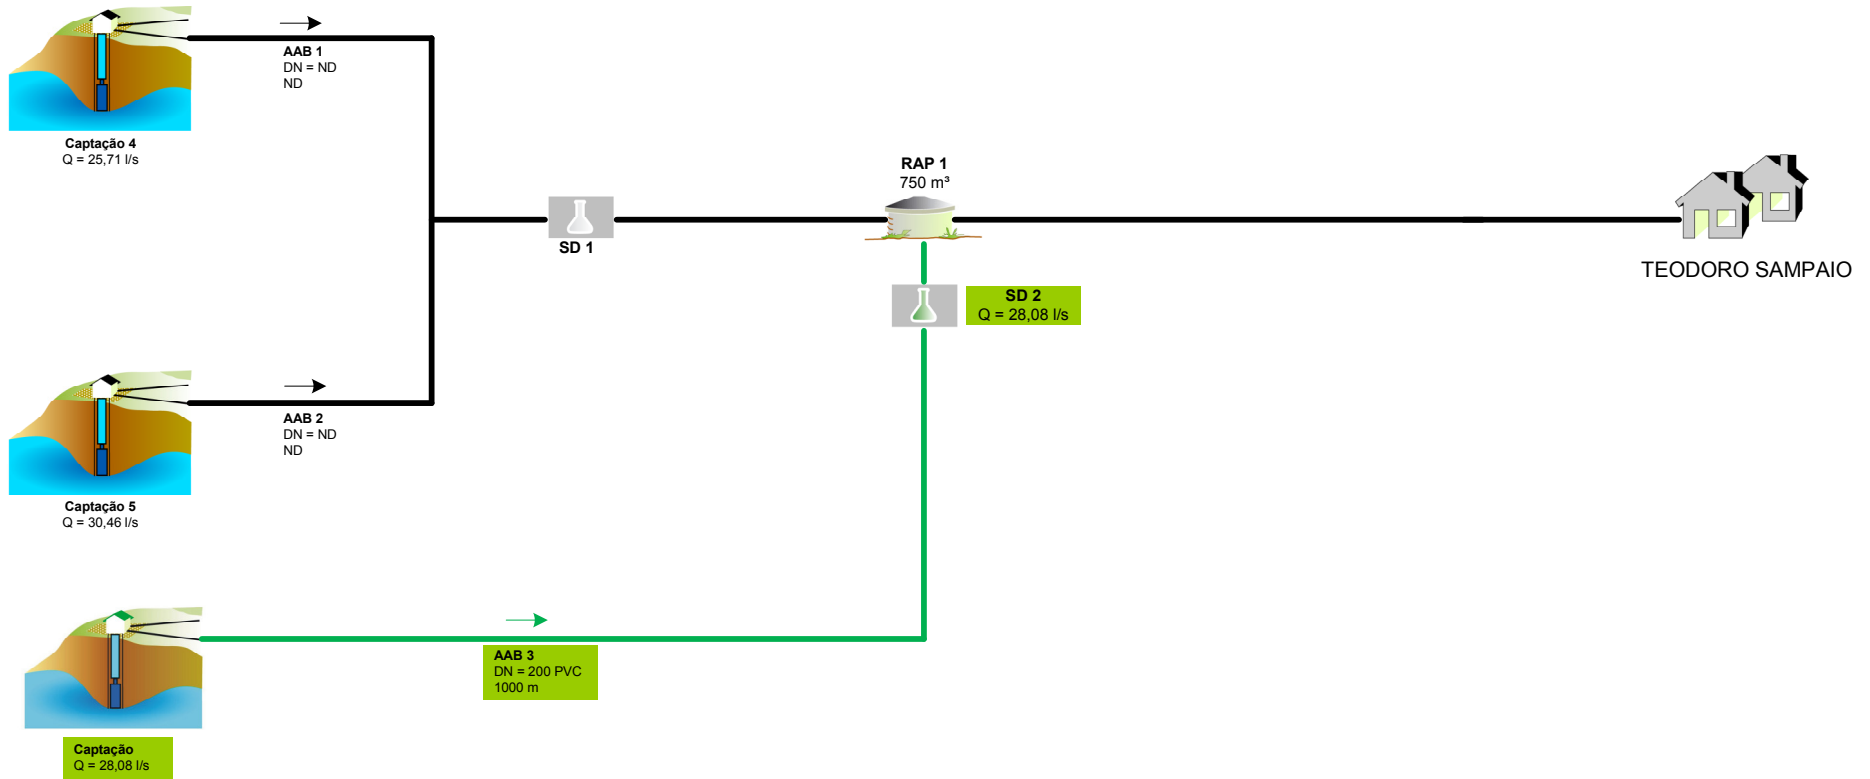 AAB 1
DN = ND
ND
Captação 4
Q = 25,71 l/s
RAP 1
750 m³
SD 1
TEODORO SAMPAIO
SD 2
Q = 28,08 l/s
AAB 2
DN = ND
ND
Captação 5
Q = 30,46 l/s
AAB 3
DN = 200 PVC
1000 m
Captação
Q = 28,08 l/s